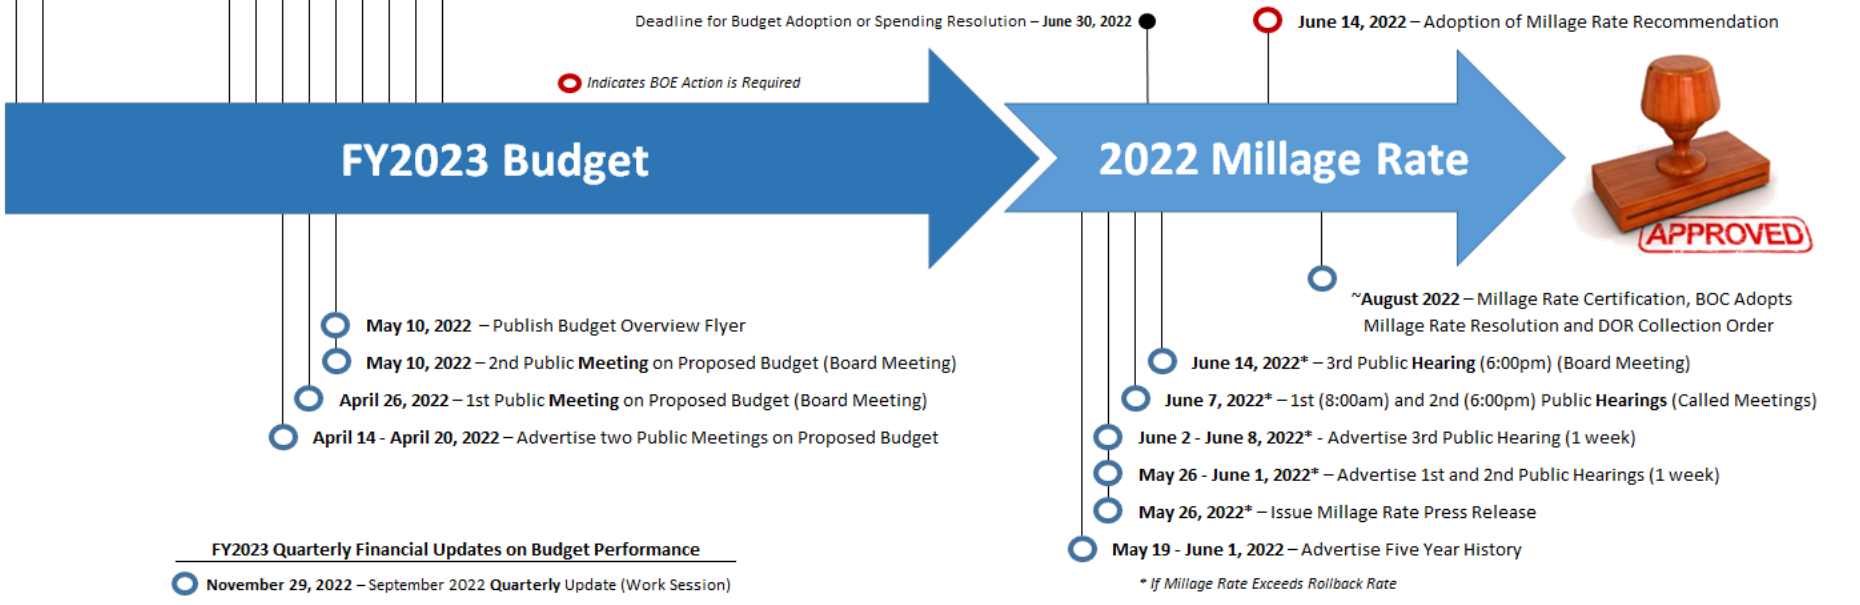 Deadline for Budget Adoption or Spending Resolution – June 30, 2022
June 14, 2022 – Adoption of Millage Rate Recommendation
Indicates BOE Action is Required
FY2023 Budget
2022 Millage Rate
APPROVED
May 10, 2022 – Publish Budget Overview Flyer
May 10, 2022 – 2nd Public Meeting on Proposed Budget (Board Meeting)
April 26, 2022 – 1st Public Meeting on Proposed Budget (Board Meeting)
April 14 - April 20, 2022 – Advertise two Public Meetings on Proposed Budget
~August 2022 – Millage Rate Certification, BOC Adopts
Millage Rate Resolution and DOR Collection Order
June 14, 2022* – 3rd Public Hearing (6:00pm) (Board Meeting)
June 7, 2022* – 1st (8:00am) and 2nd (6:00pm) Public Hearings (Called Meetings)
June 2 - June 8, 2022* - Advertise 3rd Public Hearing (1 week)
May 26 - June 1, 2022* – Advertise 1st and 2nd Public Hearings (1 week)
May 26, 2022* – Issue Millage Rate Press Release
May 19 - June 1, 2022 – Advertise Five Year History
* If Millage Rate Exceeds Rollback Rate
FY2023 Quarterly Financial Updates on Budget Performance
November 29, 2022 – September 2022 Quarterly Update (Work Session)